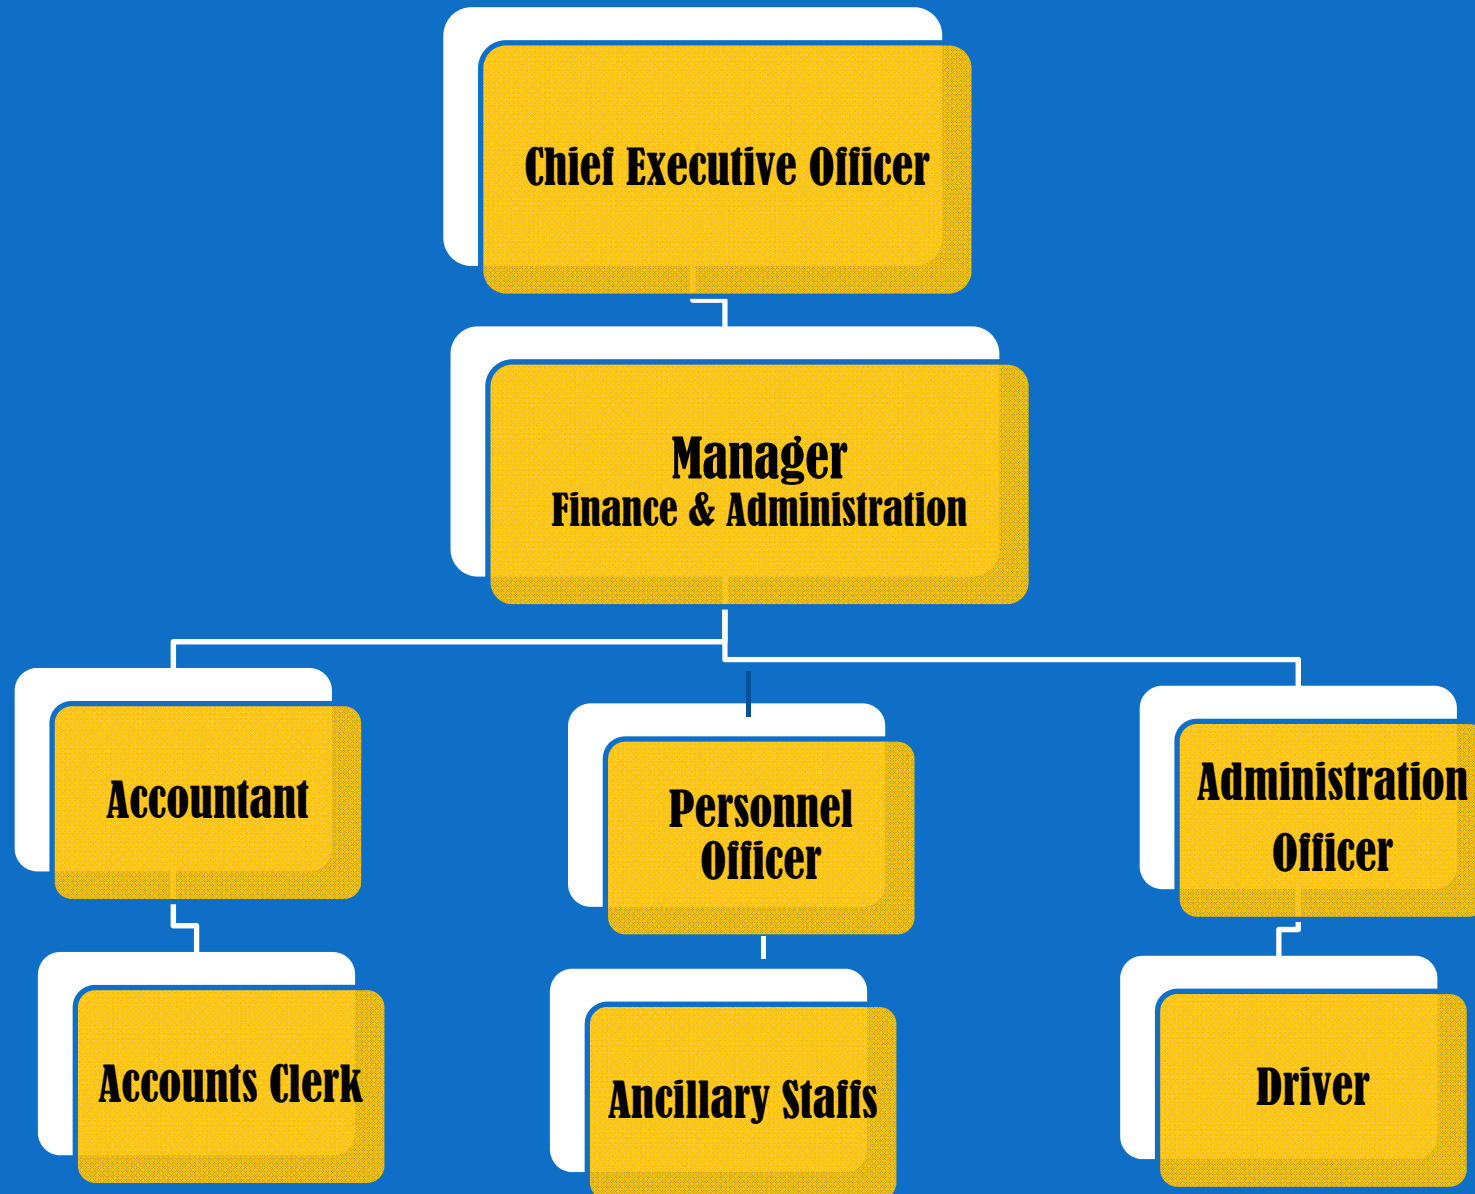 Chief Executive Officer
Manager
Finance & Administration
Accountant
Personnel
Officer
Administration
Officer
Accounts Clerk
Ancillary Staffs
Driver